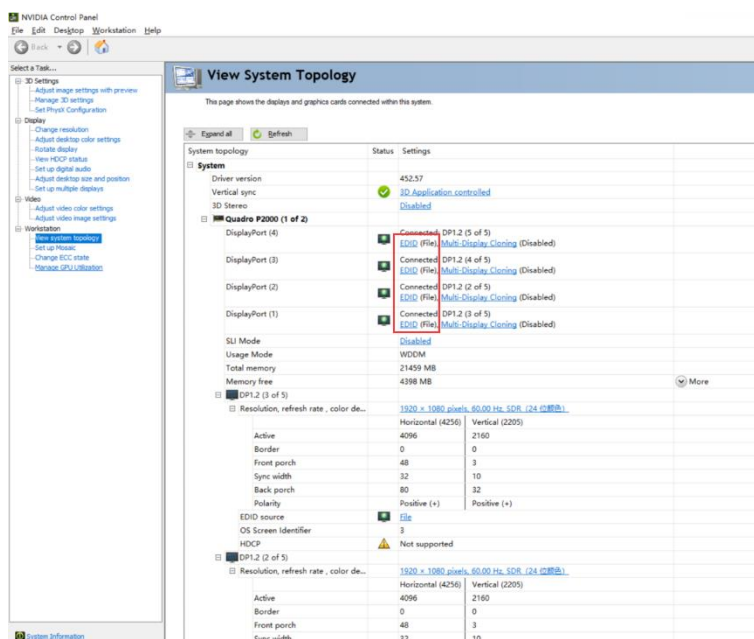 NVIDIA Control Panel
File Edit Desktop Workstation Help
Back
Select a Task...
3D Settings
Adjust image settings with preview
Manage 3D settings
Set PhysX Configuration
Display
Change resolution
Adjust desktop color settings
Rotate display
View HDCP status
Set up digital audio
Adjust desktop size and position
Set up multiple displays
Video
Adjust video color settings
Adjust video image settings
Workstation
View system topology
Set up Mosaic
Change ECC state
Manage GPU Utilization
System Information
View System Topology
This page shows the displays and graphics cards connected within this system.
Expand all Refresh
System topology Status Settings
System
Driver version 452.57
Vertical sync 3D Application controlled
3D Stereo Disabled
Quadro P2000 (1 of 2)
DisplayPort (4) Connected, DP1.2 (5 of 5)
EDID (File), Multi-Display Cloning (Disabled)
DisplayPort (3) Connected, DP1.2 (4 of 5)
EDID (File), Multi-Display Cloning (Disabled)
DisplayPort (2) Connected, DP1.2 (2 of 5)
EDID (File), Multi-Display Cloning (Disabled)
DisplayPort (1) Connected, DP1.2 (3 of 5)
EDID (File), Multi-Display Cloning (Disabled)
SLI Mode Disabled
Usage Mode WDDM
Total memory 21459 MB
Memory free 4398 MB More
DP1.2 (3 of 5)
Resolution, refresh rate , color de... 1920 × 1080 pixels, 60.00 Hz, SDR (24 位颜色)
Horizontal (4256) Vertical (2205)
Active 4096 2160
Border 0 0
Front porch 48 3
Sync width 32 10
Back porch 80 32
Polarity Positive (+) Positive (+)
EDID source File
OS Screen Identifier 3
HDCP Not supported
DP1.2 (2 of 5)
Resolution, refresh rate , color de... 1920 × 1080 pixels, 60.00 Hz, SDR (24 位颜色)
Horizontal (4256) Vertical (2205)
Active 4096 2160
Border 0 0
Front porch 48 3
Sync width 32 10